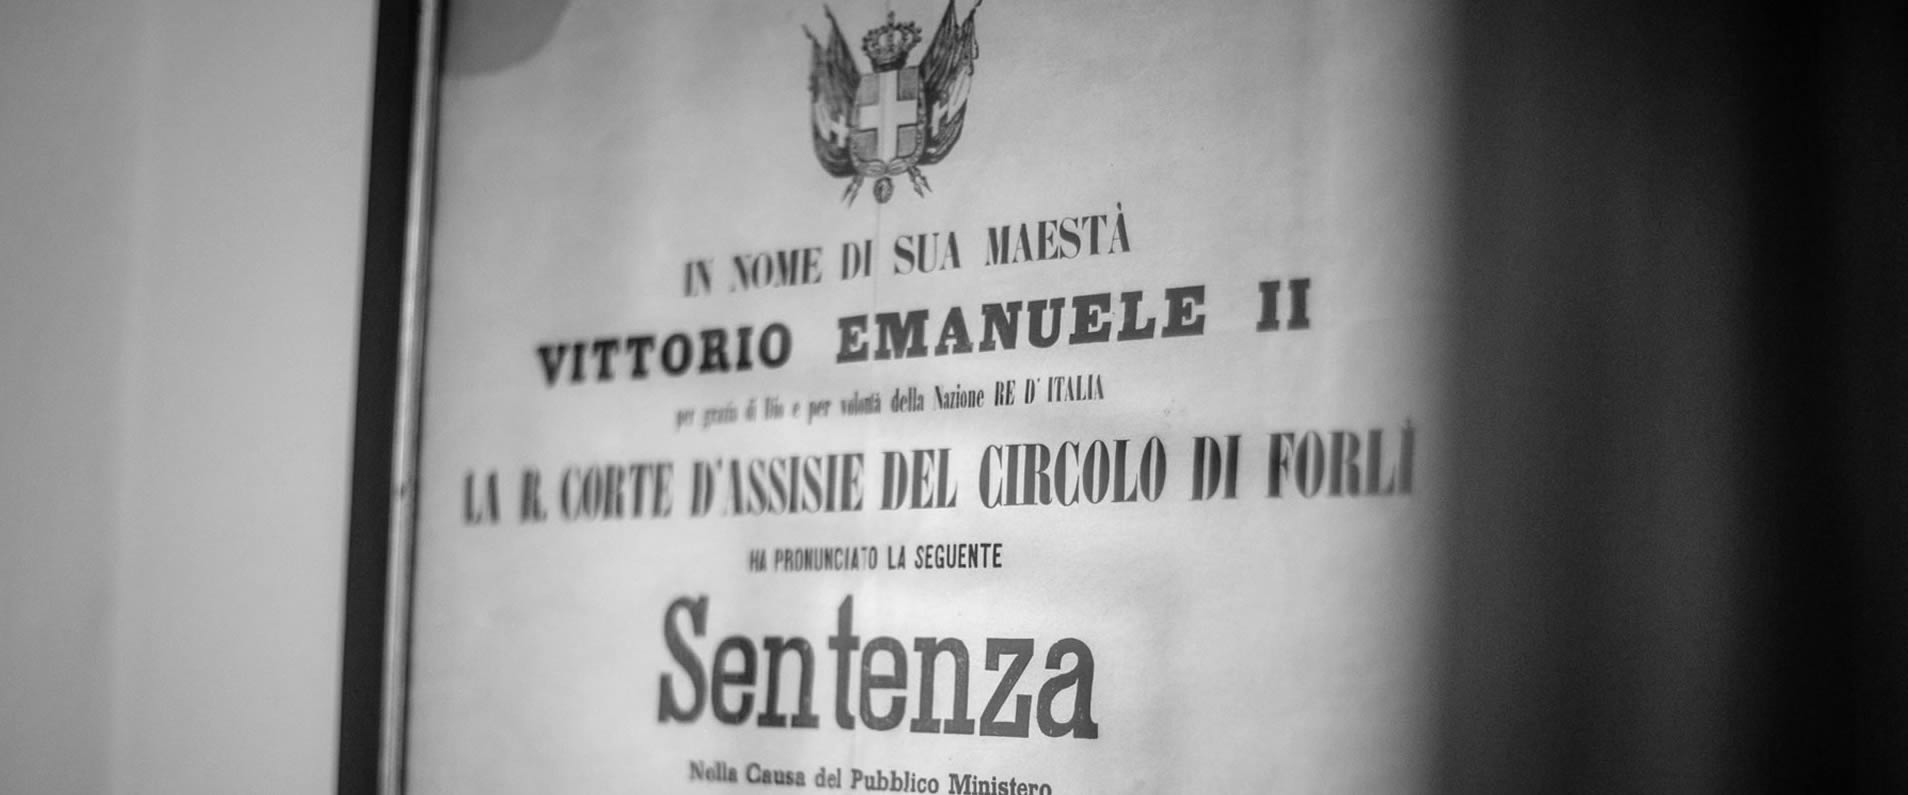 IN NOME DI SUA MAESTÀ
VITTORIO EMANUELE II
per grazia di Dio e per volontà della Nazione RE D' ITALIA
LA R. CORTE D'ASSISIE DEL CIRCOLO DI FORLÌ
HA PRONUNCIATO LA SEGUENTE
Sentenza
Nella Causa del Pubblico Ministero